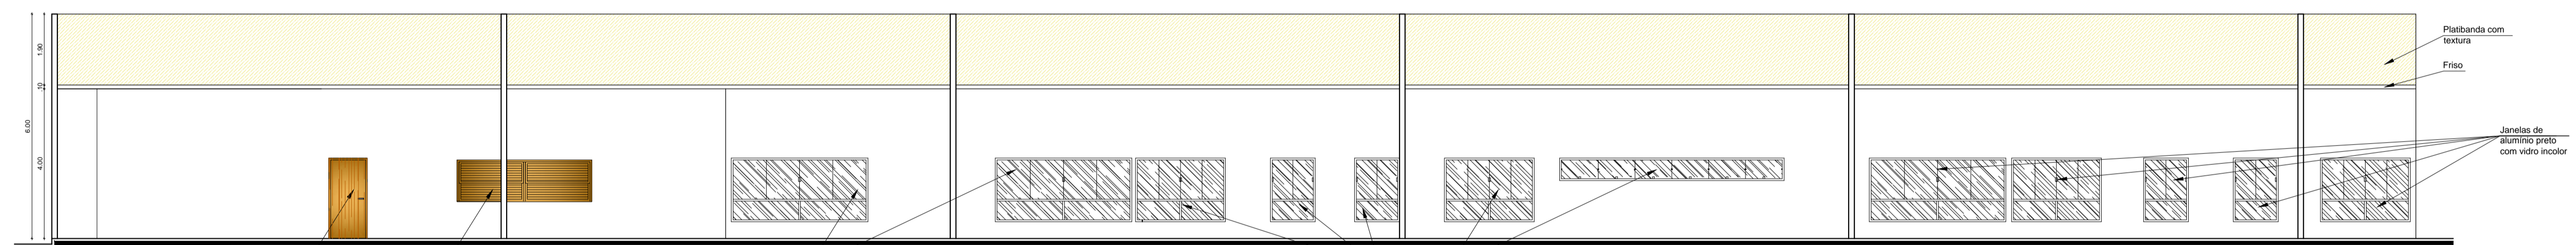 Platibanda com
textura
Friso
Janelas de
alumínio preto
com vidro incolor
1.90
.10
6.00
4.00